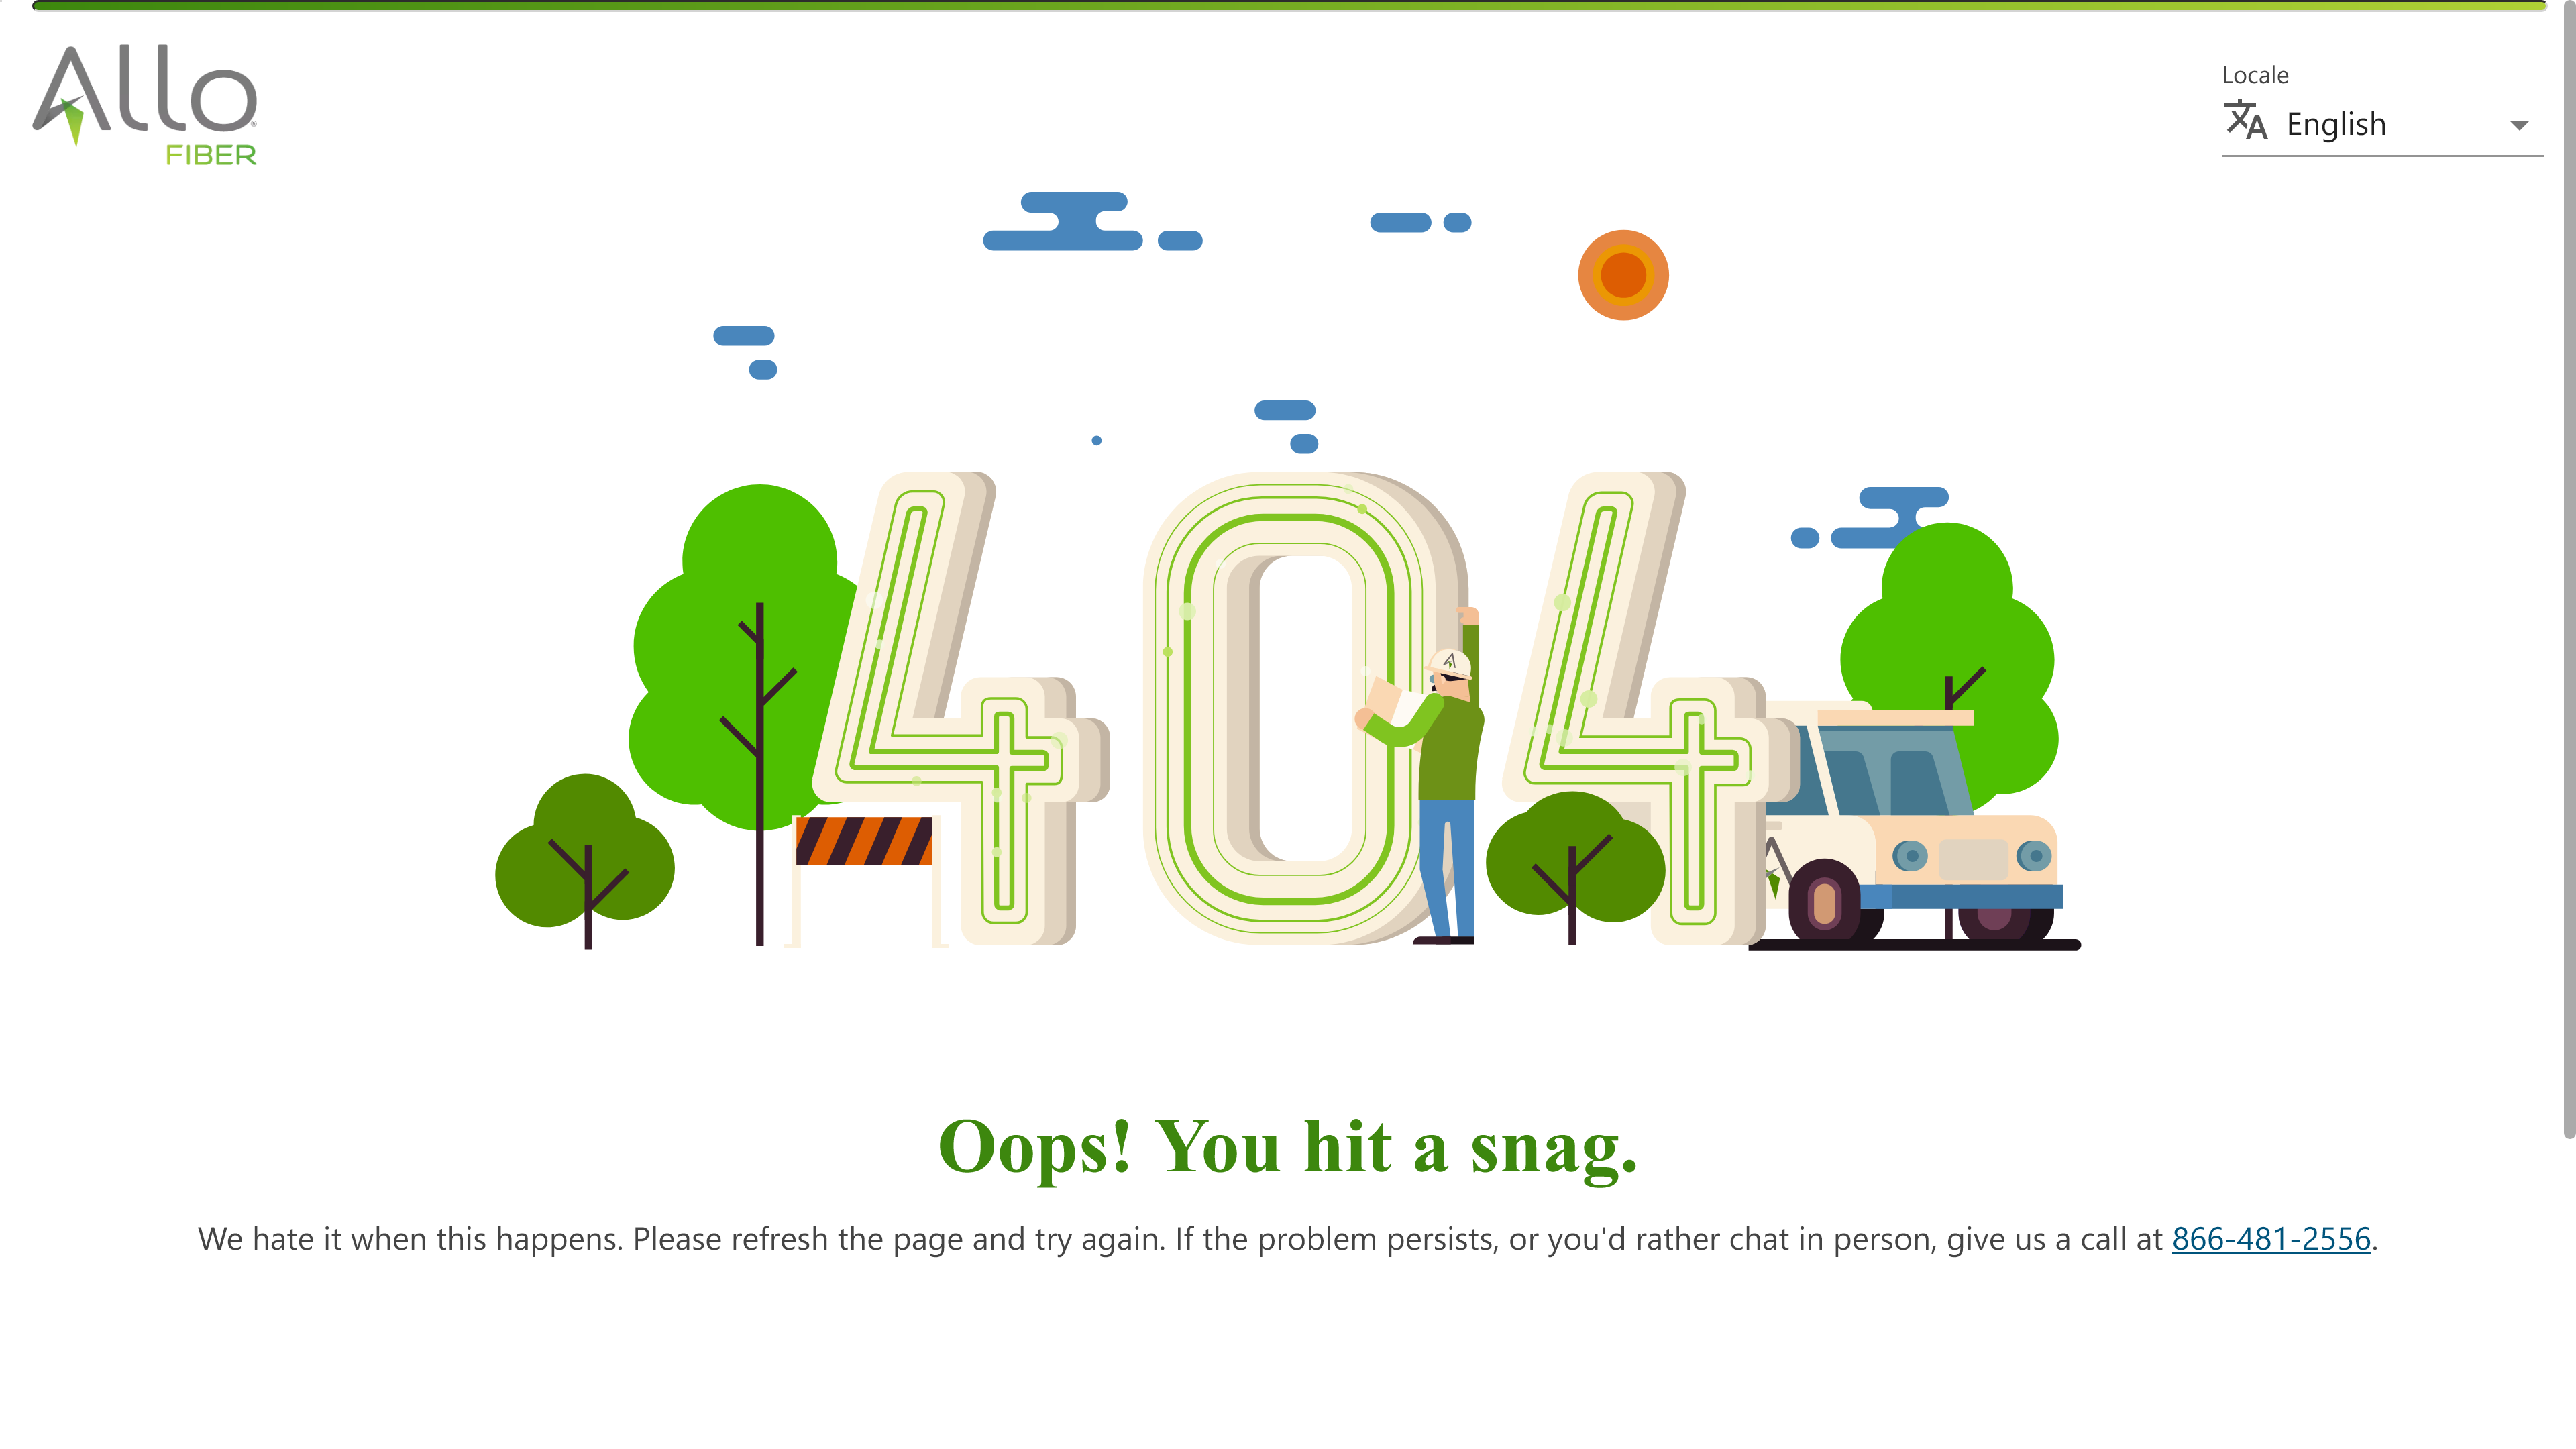 Allo
FIBER
Locale
English
404
Oops! You hit a snag.
We hate it when this happens. Please refresh the page and try again. If the problem persists, or you'd rather chat in person, give us a call at 866-481-2556.